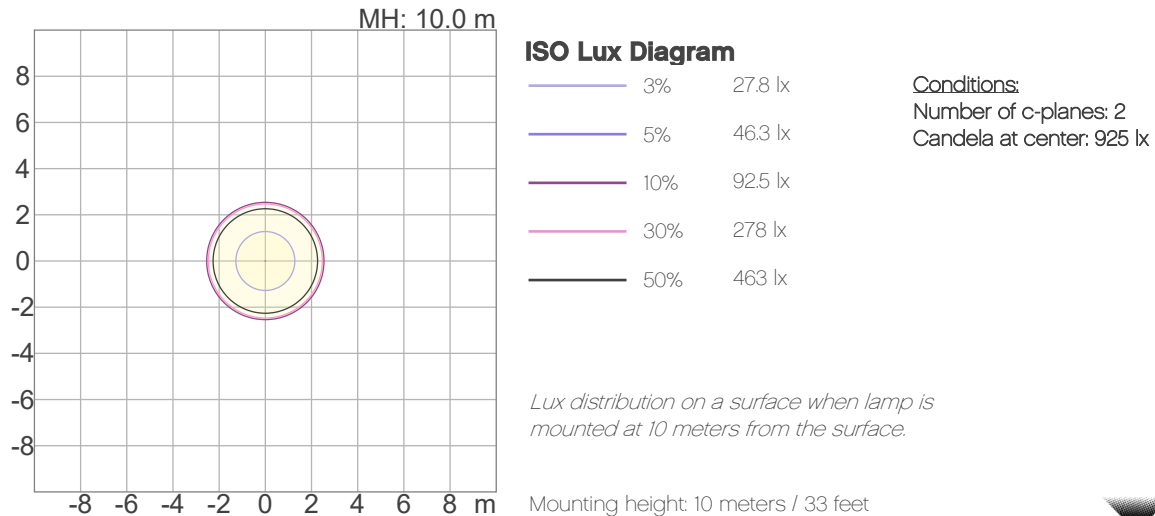 MH: 10.0 m
8
6
4
2
0
-2
-4
-6
-8
-8 -6 -4 -2 0 2 4 6 8 m
ISO Lux Diagram
3% 27.8 lx
5% 46.3 lx
10% 92.5 lx
30% 278 lx
50% 463 lx
Conditions:
Number of c-planes: 2
Candela at center: 925 lx
Lux distribution on a surface when lamp is
mounted at 10 meters from the surface.
Mounting height: 10 meters / 33 feet